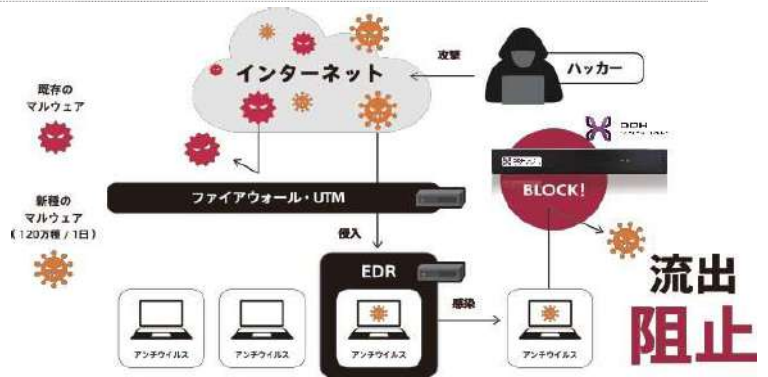 インターネット
攻撃
ハッカー
既存の
マルウェア
ファイアウォール・UTM
BLOCK!
新種の
マルウェア
(120万種/1日)
侵入
EDR
感染
流出
阻止
アンチウイルス
アンチウイルス
アンチウイルス
アンチウイルス